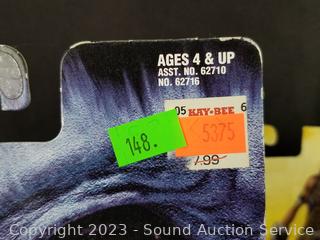 AGES 4 & UP
ASST. NO. 62710
NO. 62716
05 KAY·BEE 6
148.
5375
7.99
Copyright 2023 - Sound Auction Service